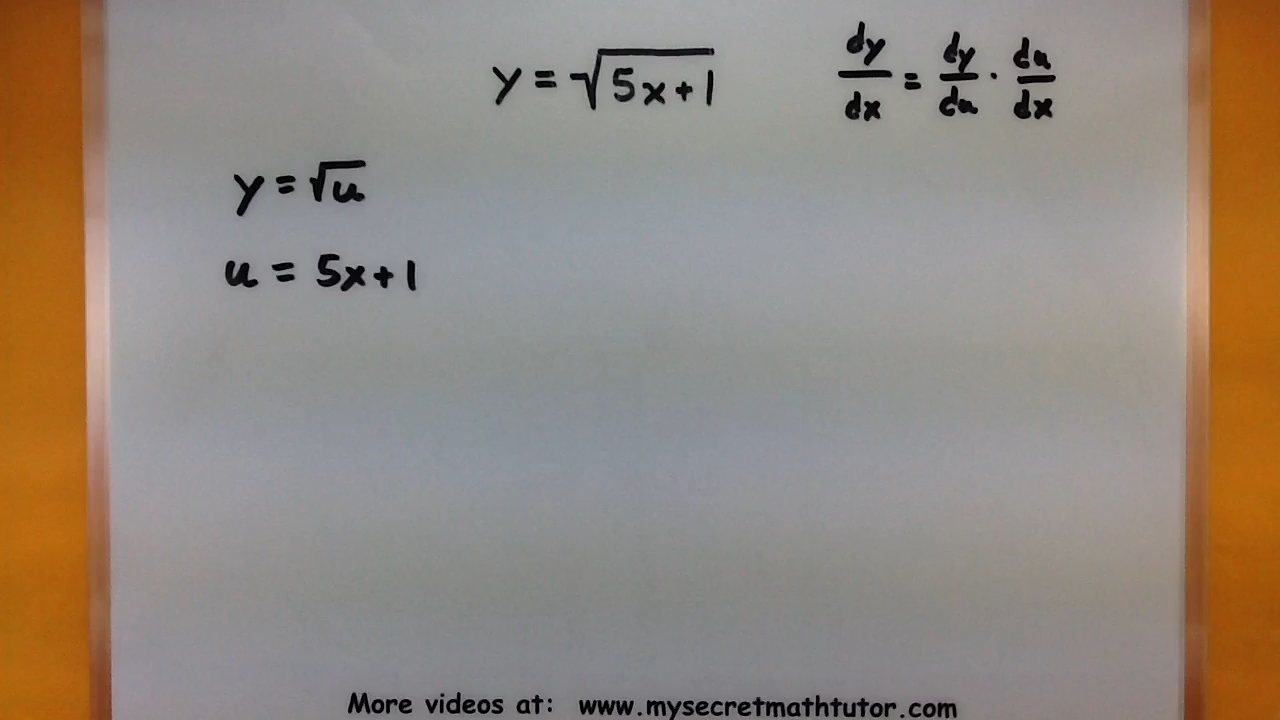 y = √5x+1   dy/dx = dy/du · du/dx
y = √u
u = 5x+1
More videos at: www.mysecretmathtutor.com